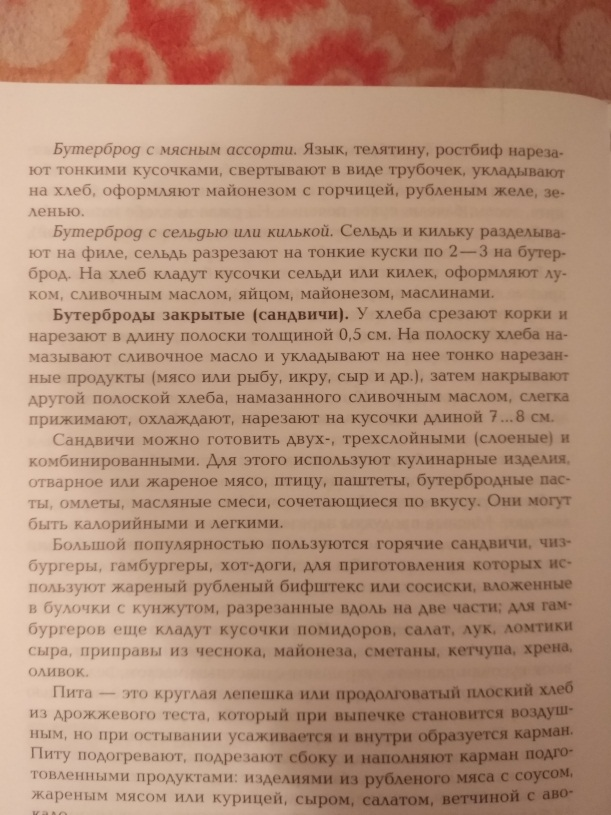 Бутерброд с мясным ассорти. Язык, телятину, ростбиф нареза-
ют тонкими кусочками, свертывают в виде трубочек, укладывают
на хлеб, оформляют майонезом с горчицей, рубленым желе, зе-
ленью.
Бутерброд с сельдью или килькой. Сельдь и кильку разделыва-
ют на филе, сельдь разрезают на тонкие куски по 2—3 на бутер-
брод. На хлеб кладут кусочки сельди или килек, оформляют лу-
ком, сливочным маслом, яйцом, майонезом, маслинами.
Бутерброды закрытые (сандвичи). У хлеба срезают корки и
нарезают в длину полоски толщиной 0,5 см. На полоску хлеба на-
мазывают сливочное масло и укладывают на нее тонко нарезан-
ные продукты (мясо или рыбу, икру, сыр и др.), затем накрывают
другой полоской хлеба, намазанного сливочным маслом, слегка
прижимают, охлаждают, нарезают на кусочки длиной 7...8 см.
Сандвичи можно готовить двух-, трехслойными (слоеные) и
комбинированными. Для этого используют кулинарные изделия,
отварное или жареное мясо, птицу, паштеты, бутербродные пас-
ты, омлеты, масляные смеси, сочетающиеся по вкусу. Они могут
быть калорийными и легкими.
Большой популярностью пользуются горячие сандвичи, чиз-
бургеры, гамбургеры, хот-доги, для приготовления которых ис-
пользуют жареный рубленый бифштекс или сосиски, вложенные
в булочки с кунжутом, разрезанные вдоль на две части; для гам-
бургеров еще кладут кусочки помидоров, салат, лук, ломтики
сыра, приправы из чеснока, майонеза, сметаны, кетчупа, хрена,
оливок.
Пита — это круглая лепешка или продолговатый плоский хлеб
из дрожжевого теста, который при выпечке становится воздуш-
ным, но при остывании усаживается и внутри образуется карман.
Питу подогревают, подрезают сбоку и наполняют карман подго-
товленными продуктами: изделиями из рубленого мяса с соусом,
жареным мясом или курицей, сыром, салатом, ветчиной с аво-
кадо